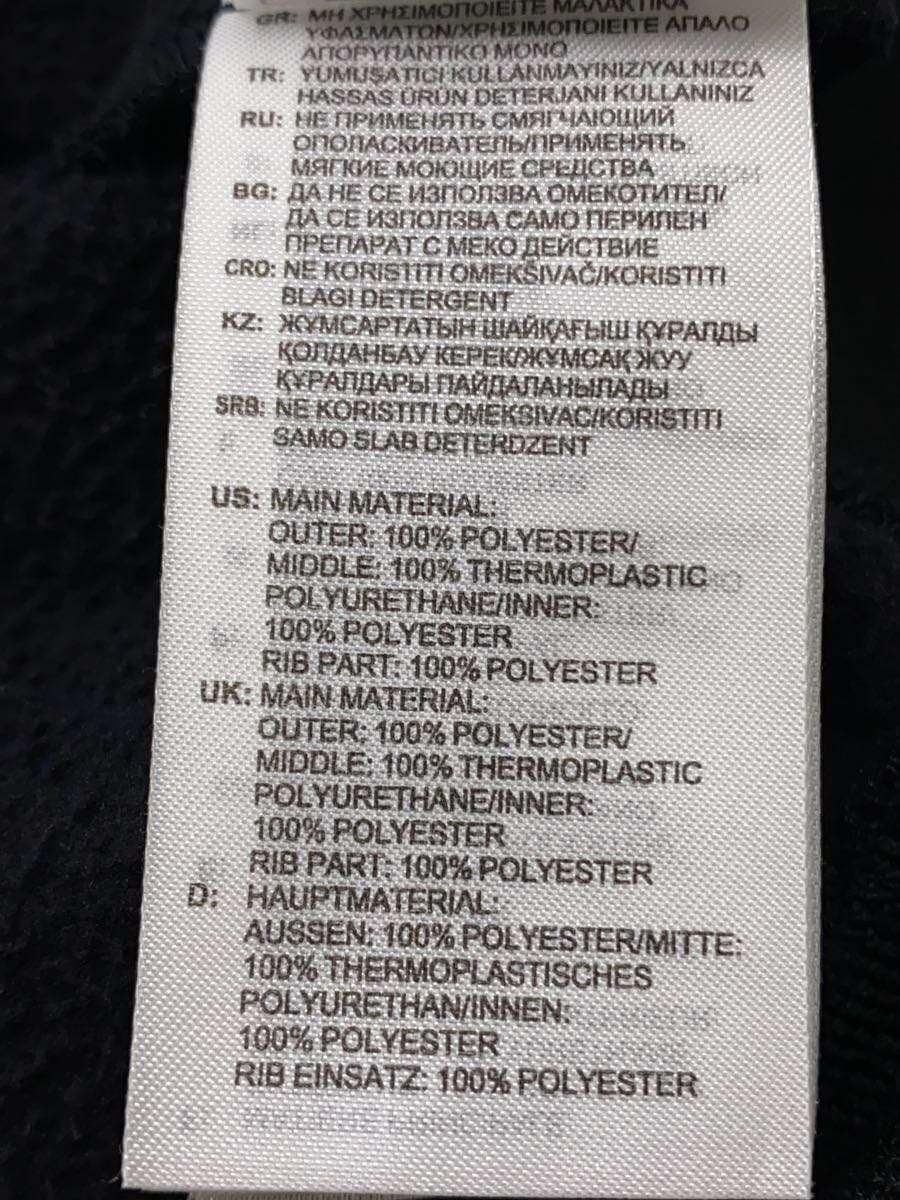 GR: ΜΗ ΧΡΗΣΙΜΟΠΟΙΕΙΤΕ ΜΑΛΑΚΤΙΚΑ
ΥΦΑΣΜΑΤΩΝ/ΧΡΗΣΙΜΟΠΟΙΕΙΤΕ ΑΠΑΛΟ
ΑΠΟΡΥΠΑΝΤΙΚΟ ΜΟΝΟ
TR: YUMUSATICI KULLANMAYINIZ/YALNIZCA
HASSAS ÜRÜN DETERJANI KULLANINIZ
RU: НЕ ПРИМЕНЯТЬ СМЯГЧАЮЩИЙ
ОПОЛАСКИВАТЕЛЬ/ПРИМЕНЯТЬ
МЯГКИЕ МОЮЩИЕ СРЕДСТВА
BG: ДА НЕ СЕ ИЗПОЛЗВА ОМЕКОТИТЕЛ/
ДА СЕ ИЗПОЛЗВА САМО ПЕРИЛЕН
ПРЕПАРАТ С МЕКО ДЕЙСТВИЕ
CRO: NE KORISTITI OMEKŠIVAČ/KORISTITI
BLAGI DETERGENT
KZ: ЖҰМСАРТАТЫН ШАЙҚАҒЫШ ҚҰРАЛДЫ
ҚОЛДАНБАУ КЕРЕК/ЖҰМСАҚ ЖУУ
ҚҰРАЛДАРЫ ПАЙДАЛАНЫЛАДЫ
SRB: NE KORISTITI OMEKSIVAC/KORISTITI
SAMO SLAB DETERDZENT
US: MAIN MATERIAL:
OUTER: 100% POLYESTER/
MIDDLE: 100% THERMOPLASTIC
POLYURETHANE/INNER:
100% POLYESTER
RIB PART: 100% POLYESTER
UK: MAIN MATERIAL:
OUTER: 100% POLYESTER/
MIDDLE: 100% THERMOPLASTIC
POLYURETHANE/INNER:
100% POLYESTER
RIB PART: 100% POLYESTER
D: HAUPTMATERIAL:
AUSSEN: 100% POLYESTER/MITTE:
100% THERMOPLASTISCHES
POLYURETHAN/INNEN:
100% POLYESTER
RIB EINSATZ: 100% POLYESTER